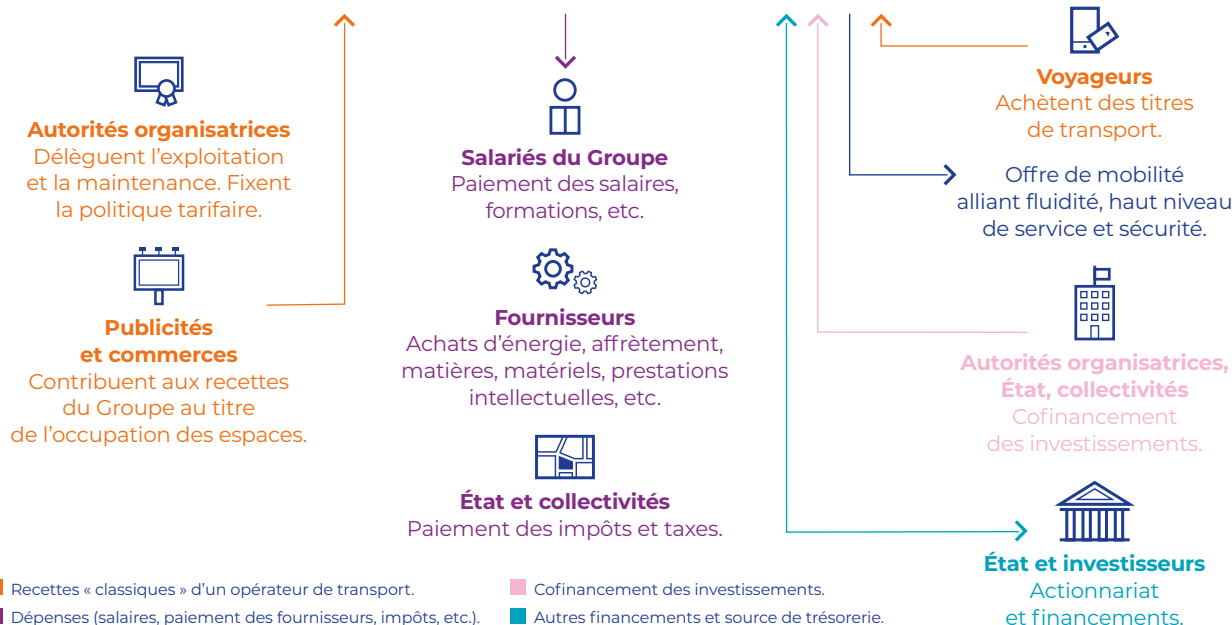 Autorités organisatrices
Délèguent l’exploitation
et la maintenance. Fixent
la politique tarifaire.
Publicités
et commerces
Contribuent aux recettes
du Groupe au titre
de l’occupation des espaces.
Salariés du Groupe
Paiement des salaires,
formations, etc.
Fournisseurs
Achats d’énergie, affrètement,
matières, matériels, prestations
intellectuelles, etc.
État et collectivités
Paiement des impôts et taxes.
Voyageurs
Achètent des titres
de transport.
Offre de mobilité
alliant fluidité, haut niveau
de service et sécurité.
Autorités organisatrices,
État, collectivités
Cofinancement
des investissements.
État et investisseurs
Actionnariat
et financements.
Recettes « classiques » d’un opérateur de transport.
Dépenses (salaires, paiement des fournisseurs, impôts, etc.).
Cofinancement des investissements.
Autres financements et source de trésorerie.